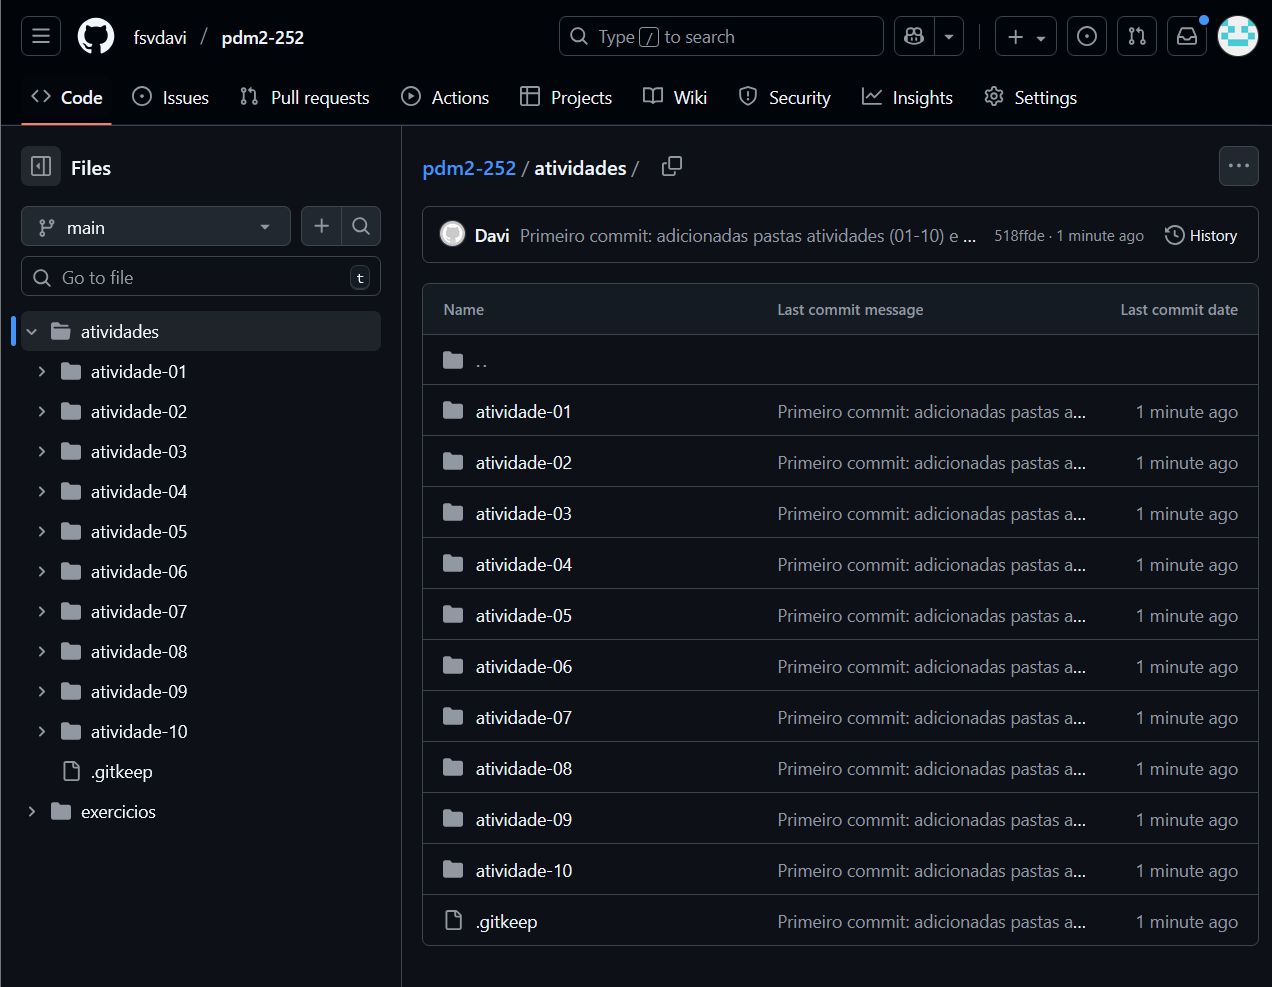 fsvdavi / pdm2-252
Type / to search
Code Issues Pull requests Actions Projects Wiki Security Insights Settings
Files
main
Go to file t
atividades
atividade-01
atividade-02
atividade-03
atividade-04
atividade-05
atividade-06
atividade-07
atividade-08
atividade-09
atividade-10
.gitkeep
exercicios
pdm2-252 / atividades /
Davi Primeiro commit: adicionadas pastas atividades (01-10) e ... 518ffde · 1 minute ago History
Name Last commit message Last commit date
..
atividade-01 Primeiro commit: adicionadas pastas a... 1 minute ago
atividade-02 Primeiro commit: adicionadas pastas a... 1 minute ago
atividade-03 Primeiro commit: adicionadas pastas a... 1 minute ago
atividade-04 Primeiro commit: adicionadas pastas a... 1 minute ago
atividade-05 Primeiro commit: adicionadas pastas a... 1 minute ago
atividade-06 Primeiro commit: adicionadas pastas a... 1 minute ago
atividade-07 Primeiro commit: adicionadas pastas a... 1 minute ago
atividade-08 Primeiro commit: adicionadas pastas a... 1 minute ago
atividade-09 Primeiro commit: adicionadas pastas a... 1 minute ago
atividade-10 Primeiro commit: adicionadas pastas a... 1 minute ago
.gitkeep Primeiro commit: adicionadas pastas a... 1 minute ago